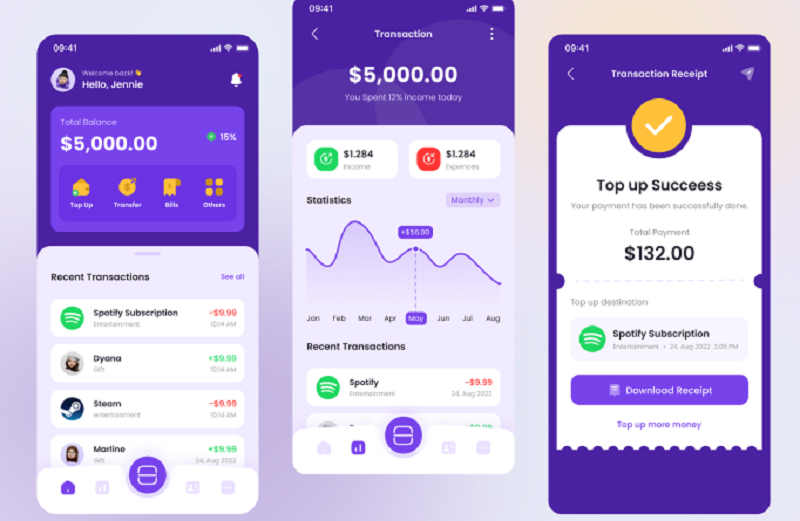 09:41
Welcome back!
Hello, Jennie
Total Balance
$5,000.00
15%
Top Up
Transfer
Bills
Others
Recent Transactions
See all
Spotify Subscription
-$9.99
Entertainment
10:14 AM
Dyana
+$9.99
Gift
10:14 AM
Steam
-$9.99
entertainment
10:14 AM
Marline
+$9.99
Gift
24, Aug 2022
09:41
Transaction
$5,000.00
You Spent 12% income today
$1.284
Income
$1.284
Expences
Statistics
Monthly
+$56.00
Jan
Feb
Mar
Apr
May
Jun
Jul
Aug
Recent Transactions
Spotify
-$9.99
Entertainment
24, Aug 2022
09:41
Transaction Receipt
Top up Succeess
Your payment has been successfully done.
Total Payment
$132.00
Top up destination
Spotify Subscription
Entertainment • 24, Aug 2022 3:06 PM
Download Receipt
Top up more money